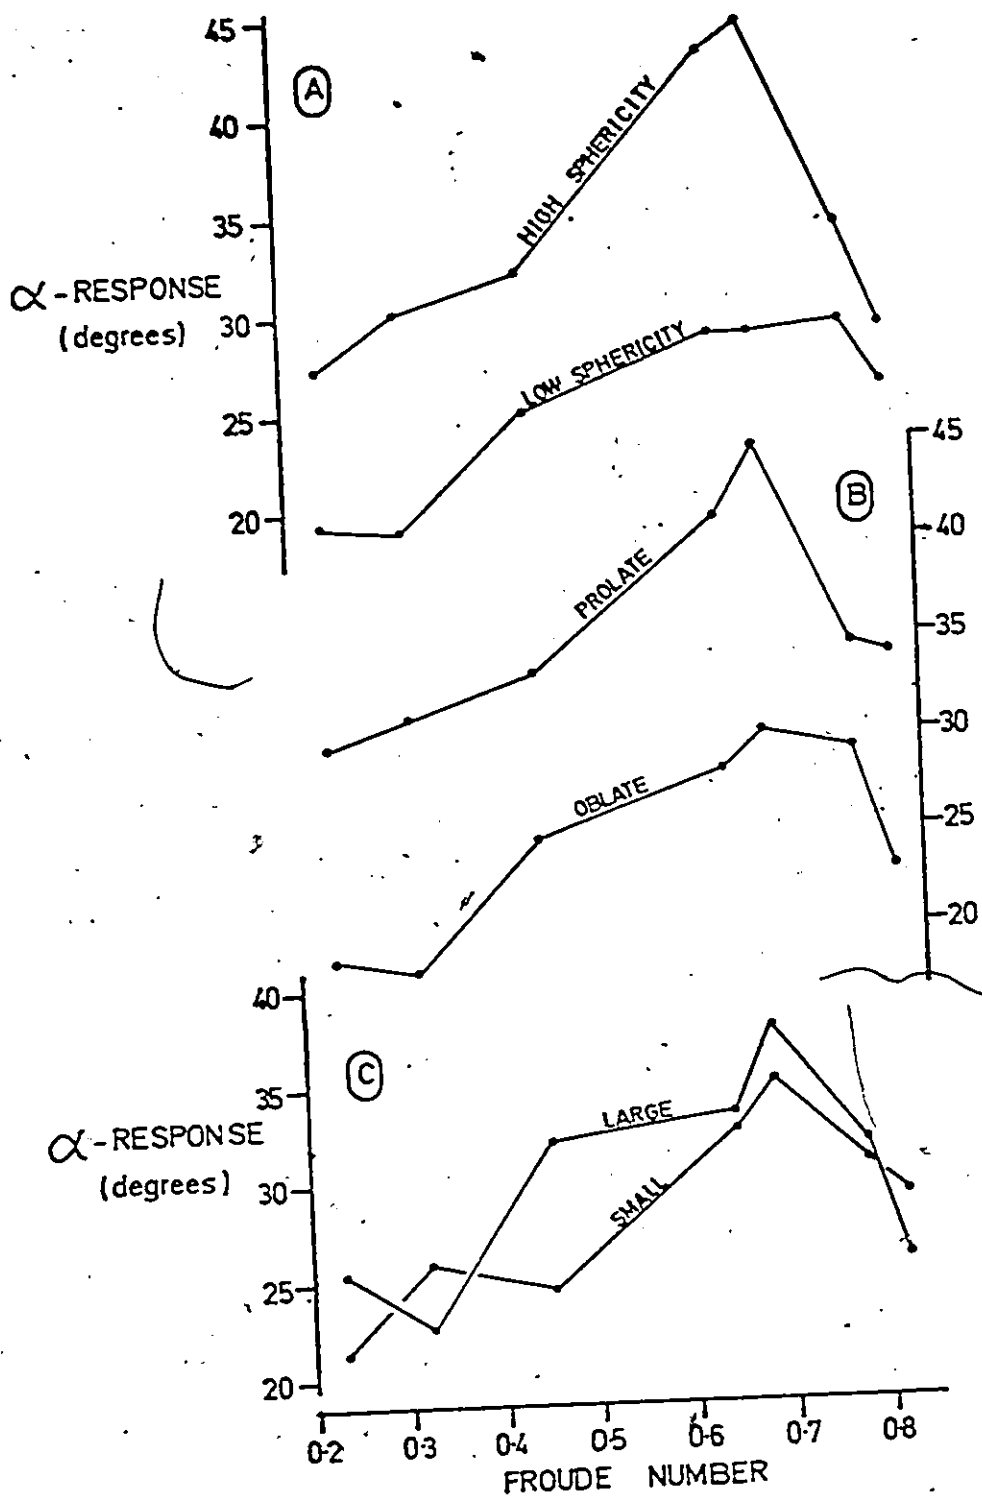 45
A
40
HIGH SPHERICITY
35
α-RESPONSE
(degrees)
30
LOW SPHERICITY
25
20
45
B
40
PROLATE
35
30
OBLATE
25
20
40
C
35
LARGE
α-RESPONSE
(degrees)
30
SMALL
25
20
0·2 0·3 0·4 0·5 0·6 0·7 0·8
FROUDE NUMBER